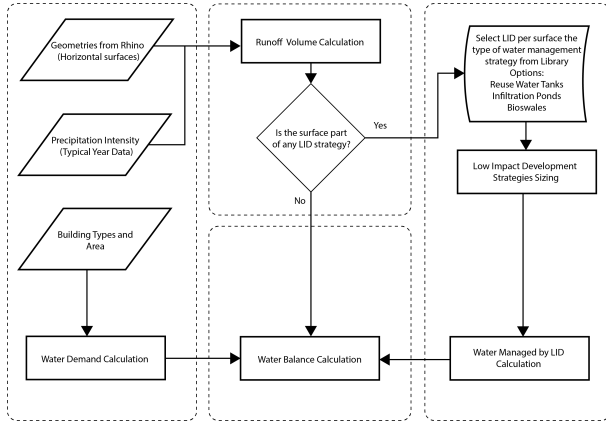 Geometries from Rhino
(Horizontal surfaces)
Precipitation Intensity
(Typical Year Data)
Building Types and
Area
Water Demand Calculation
Runoff Volume Calculation
Is the surface part
of any LID strategy?
Yes
No
Water Balance Calculation
Select LID per surface the
type of water management
strategy from Library
Options:
Reuse Water Tanks
Infiltration Ponds
Bioswales
Low Impact Development
Strategies Sizing
Water Managed by LID
Calculation